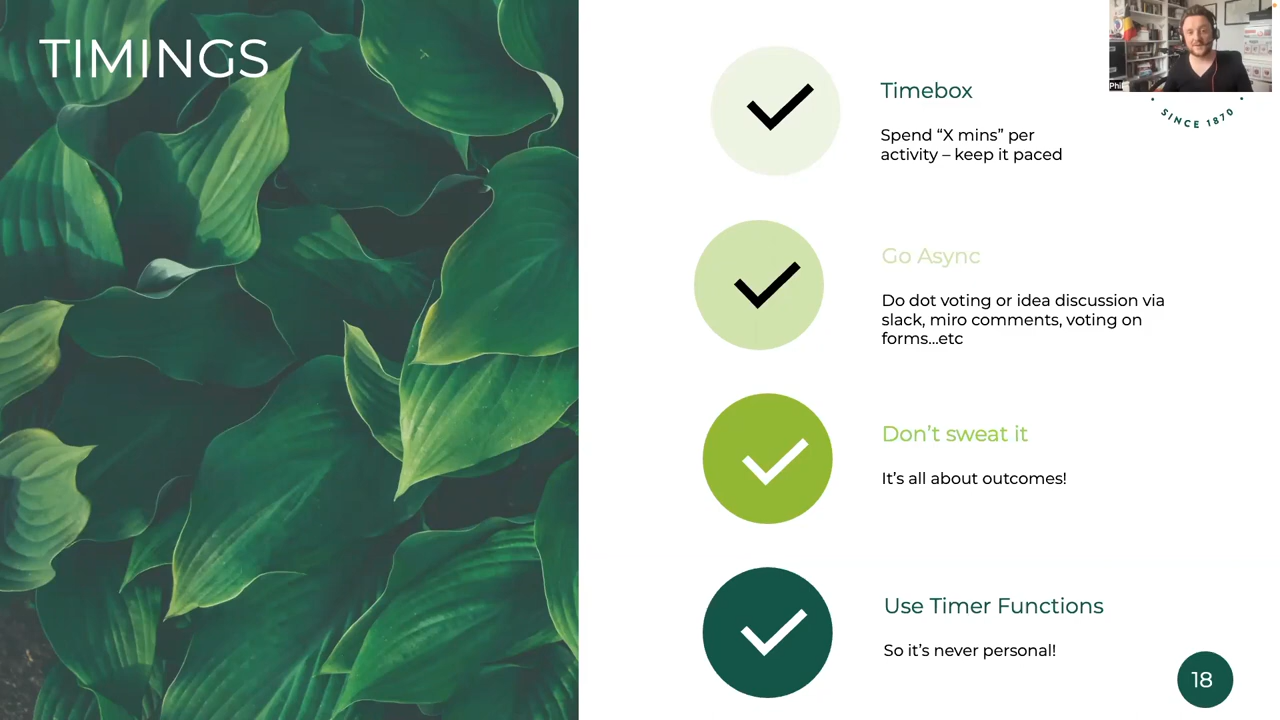 TIMINGS
Timebox
Spend “X mins” per
activity – keep it paced
Phil
SINCE 1870
Go Async
Do dot voting or idea discussion via
slack, miro comments, voting on
forms...etc
Don’t sweat it
It’s all about outcomes!
Use Timer Functions
So it’s never personal!
18